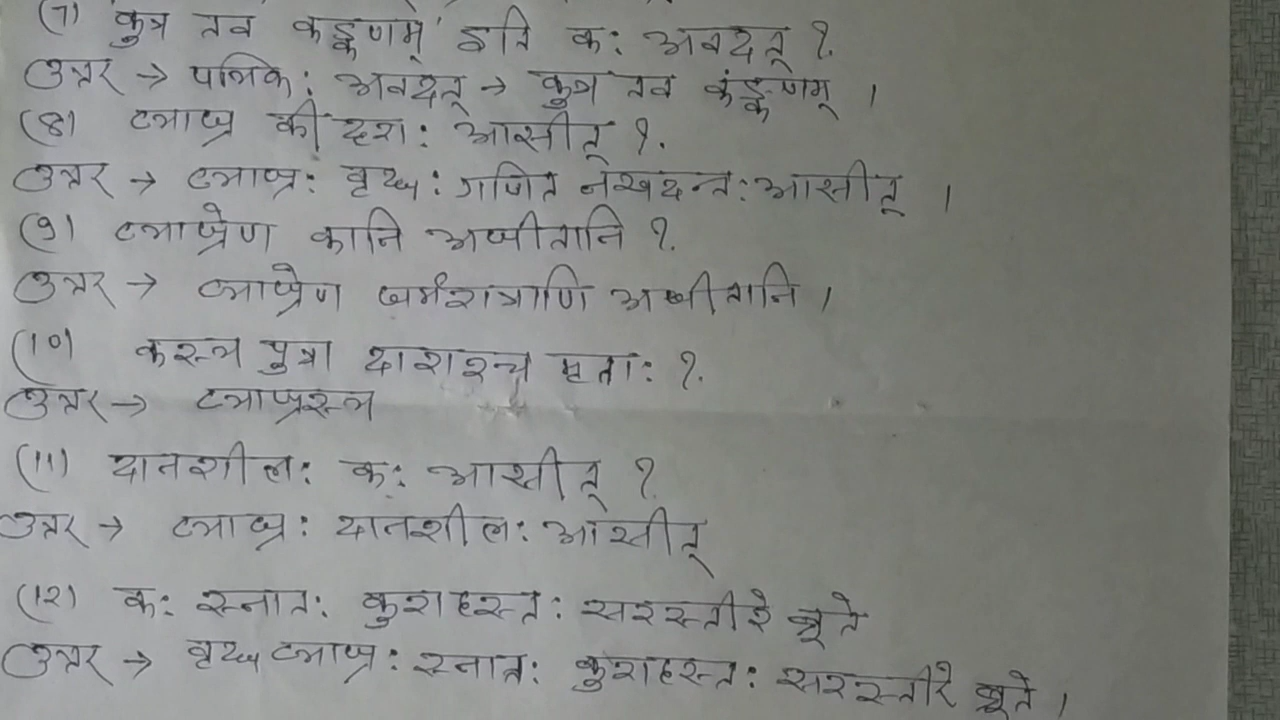 (7) कुत्र तव कङ्कणम् इति कः अवदत् ?
उत्तर → पथिकः अवदत् → कुत्र तव कंङ्कणम् ।
(8) व्याघ्र कीदृशः आसीत् ?
उत्तर → व्याघ्रः वृद्धः गलित नखदन्तः आसीत् ।
(9) व्याघ्रेण कानि अधीतानि ?
उत्तर → व्याघ्रेण धर्मशास्त्राणि अधीतानि ।
(10) कस्य पुत्रा दाराश्च मृताः ?
उत्तर → व्याघ्रस्य
(11) दानशीलः कः आसीत् ?
उत्तर → व्याघ्रः दानशीलः आसीत्
(12) कः स्नातः कुशहस्तः सरस्तीरे ब्रूते
उत्तर → वृद्ध व्याघ्रः स्नातः कुशहस्तः सरस्तीरे ब्रूते ।